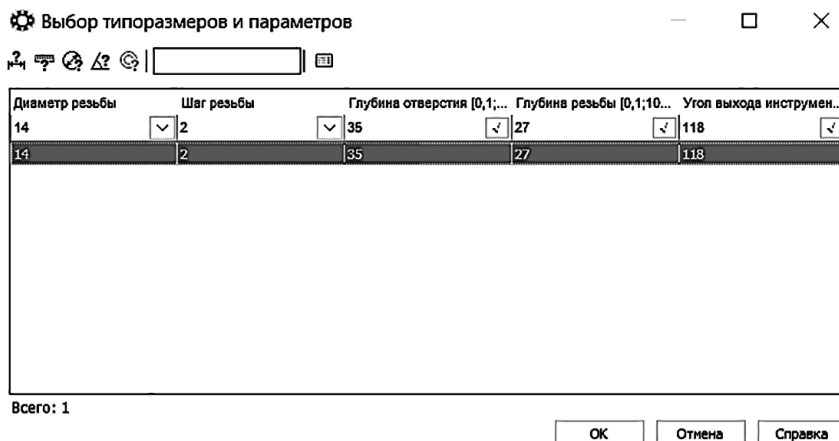 Выбор типоразмеров и параметров
Диаметр резьбы Шаг резьбы Глубина отверстия [0,1;... Глубина резьбы [0,1;10... Угол выхода инструмен...
14 2 35 27 118
14 2 35 27 118
Всего: 1
OK Отмена Справка